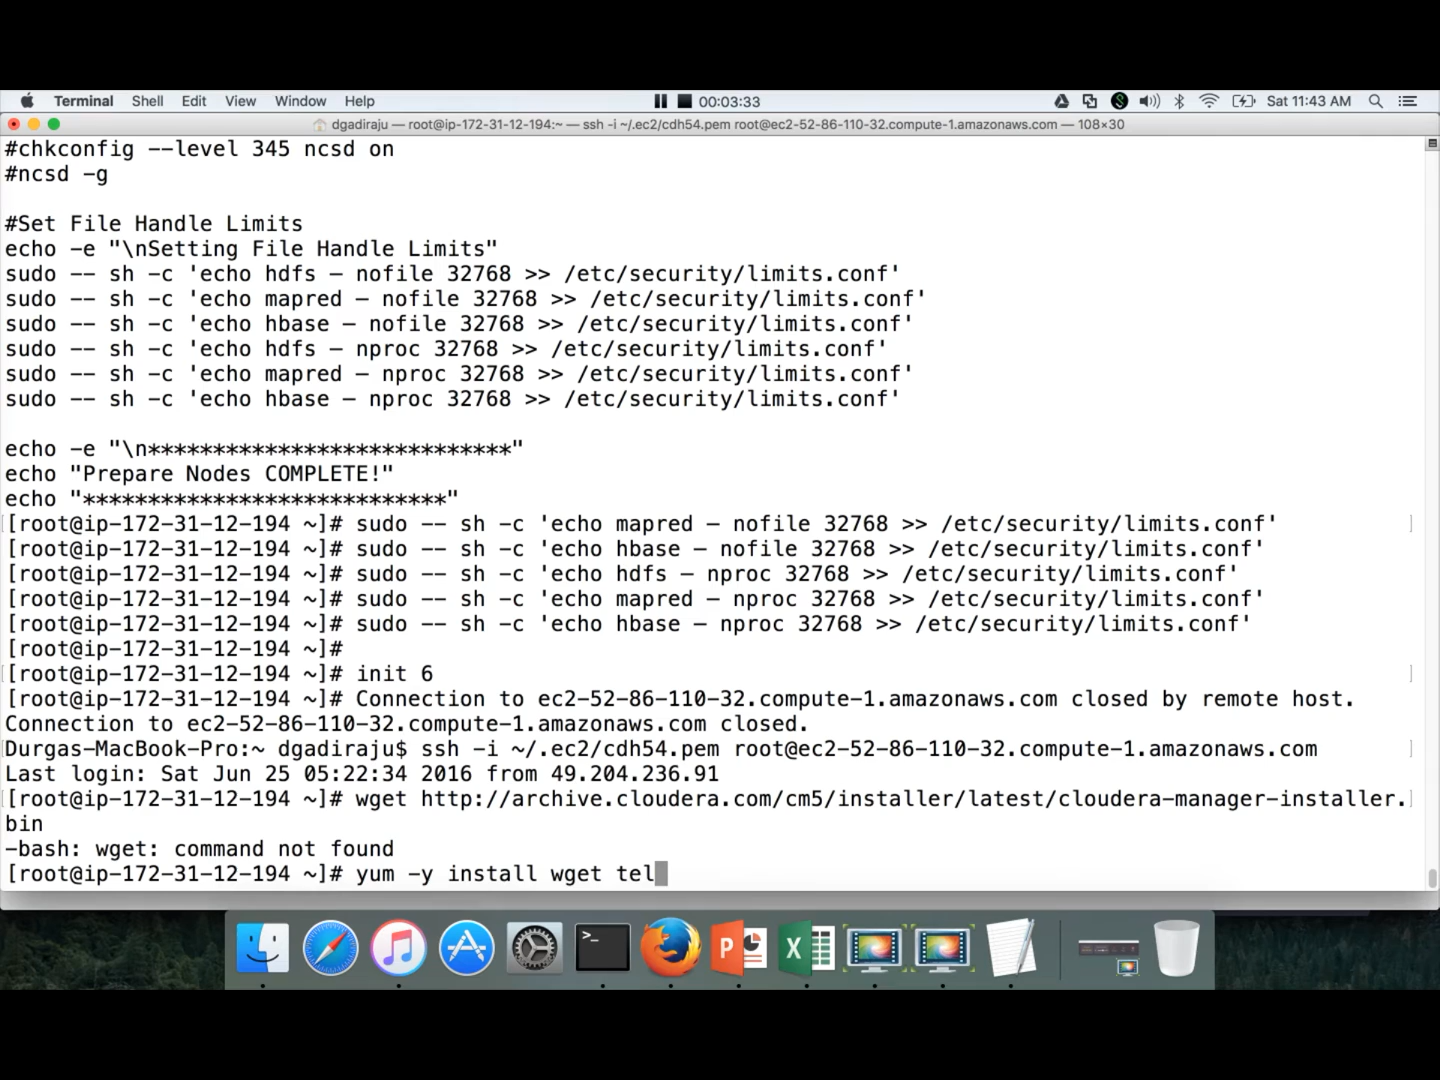 Terminal Shell Edit View Window Help 00:03:33 Sat 11:43 AM
dgadiraju — root@ip-172-31-12-194:~ — ssh -i ~/.ec2/cdh54.pem root@ec2-52-86-110-32.compute-1.amazonaws.com — 108×30
#chkconfig --level 345 ncsd on
#ncsd -g
#Set File Handle Limits
echo -e "\nSetting File Handle Limits"
sudo -- sh -c 'echo hdfs – nofile 32768 >> /etc/security/limits.conf'
sudo -- sh -c 'echo mapred – nofile 32768 >> /etc/security/limits.conf'
sudo -- sh -c 'echo hbase – nofile 32768 >> /etc/security/limits.conf'
sudo -- sh -c 'echo hdfs – nproc 32768 >> /etc/security/limits.conf'
sudo -- sh -c 'echo mapred – nproc 32768 >> /etc/security/limits.conf'
sudo -- sh -c 'echo hbase – nproc 32768 >> /etc/security/limits.conf'
echo -e "\n****************************"
echo "Prepare Nodes COMPLETE!"
echo "****************************"
[root@ip-172-31-12-194 ~]# sudo -- sh -c 'echo mapred – nofile 32768 >> /etc/security/limits.conf'
[root@ip-172-31-12-194 ~]# sudo -- sh -c 'echo hbase – nofile 32768 >> /etc/security/limits.conf'
[root@ip-172-31-12-194 ~]# sudo -- sh -c 'echo hdfs – nproc 32768 >> /etc/security/limits.conf'
[root@ip-172-31-12-194 ~]# sudo -- sh -c 'echo mapred – nproc 32768 >> /etc/security/limits.conf'
[root@ip-172-31-12-194 ~]# sudo -- sh -c 'echo hbase – nproc 32768 >> /etc/security/limits.conf'
[root@ip-172-31-12-194 ~]#
[root@ip-172-31-12-194 ~]# init 6
[root@ip-172-31-12-194 ~]# Connection to ec2-52-86-110-32.compute-1.amazonaws.com closed by remote host.
Connection to ec2-52-86-110-32.compute-1.amazonaws.com closed.
Durgas-MacBook-Pro:~ dgadiraju$ ssh -i ~/.ec2/cdh54.pem root@ec2-52-86-110-32.compute-1.amazonaws.com
Last login: Sat Jun 25 05:22:34 2016 from 49.204.236.91
[root@ip-172-31-12-194 ~]# wget http://archive.cloudera.com/cm5/installer/latest/cloudera-manager-installer.
bin
-bash: wget: command not found
[root@ip-172-31-12-194 ~]# yum -y install wget tel